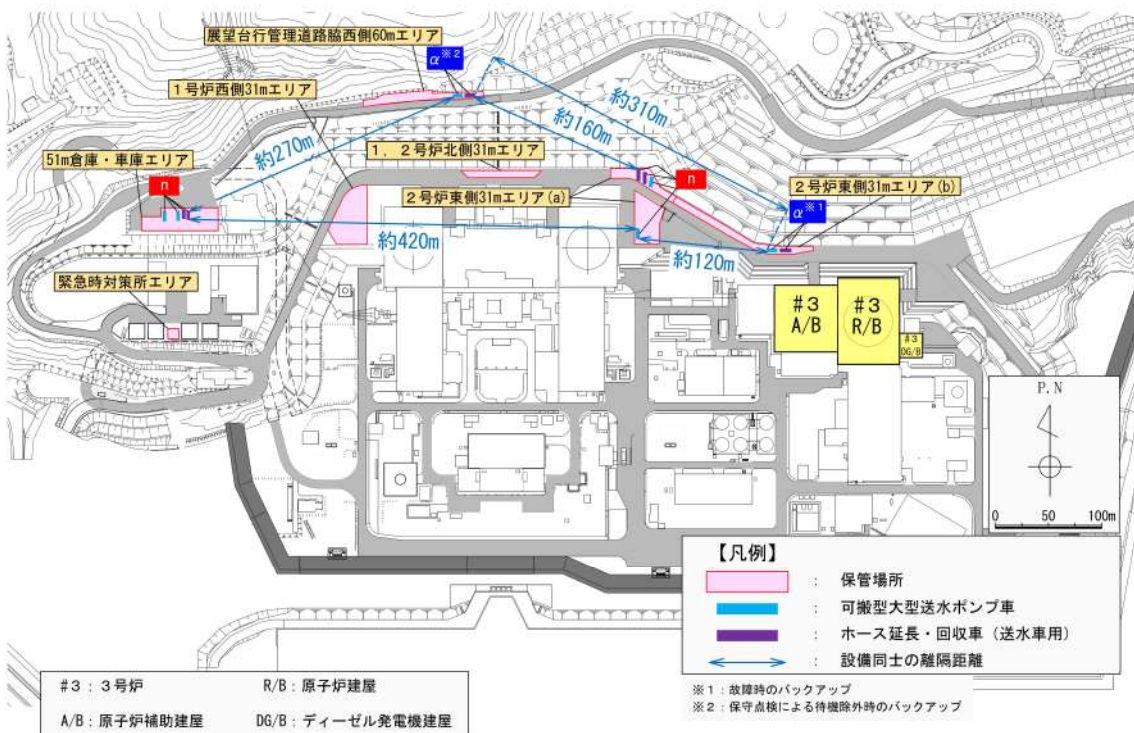 展望台行管理道路脇西側60mエリア
α※2
1号炉西側31mエリア
約310m
約160m
約270m
1，2号炉北側31mエリア
51m倉庫・車庫エリア
n
n
2号炉東側31mエリア(a)
2号炉東側31mエリア(b)
α※1
約420m
約120m
緊急時対策所エリア
#3
A/B
#3
R/B
#3
DG/B
P.N
0 50 100m
【凡例】
： 保管場所
： 可搬型大型送水ポンプ車
： ホース延長・回収車（送水車用）
： 設備同士の離隔距離
#3：3号炉 R/B：原子炉建屋
A/B：原子炉補助建屋 DG/B：ディーゼル発電機建屋
※1：故障時のバックアップ
※2：保守点検による待機除外時のバックアップ